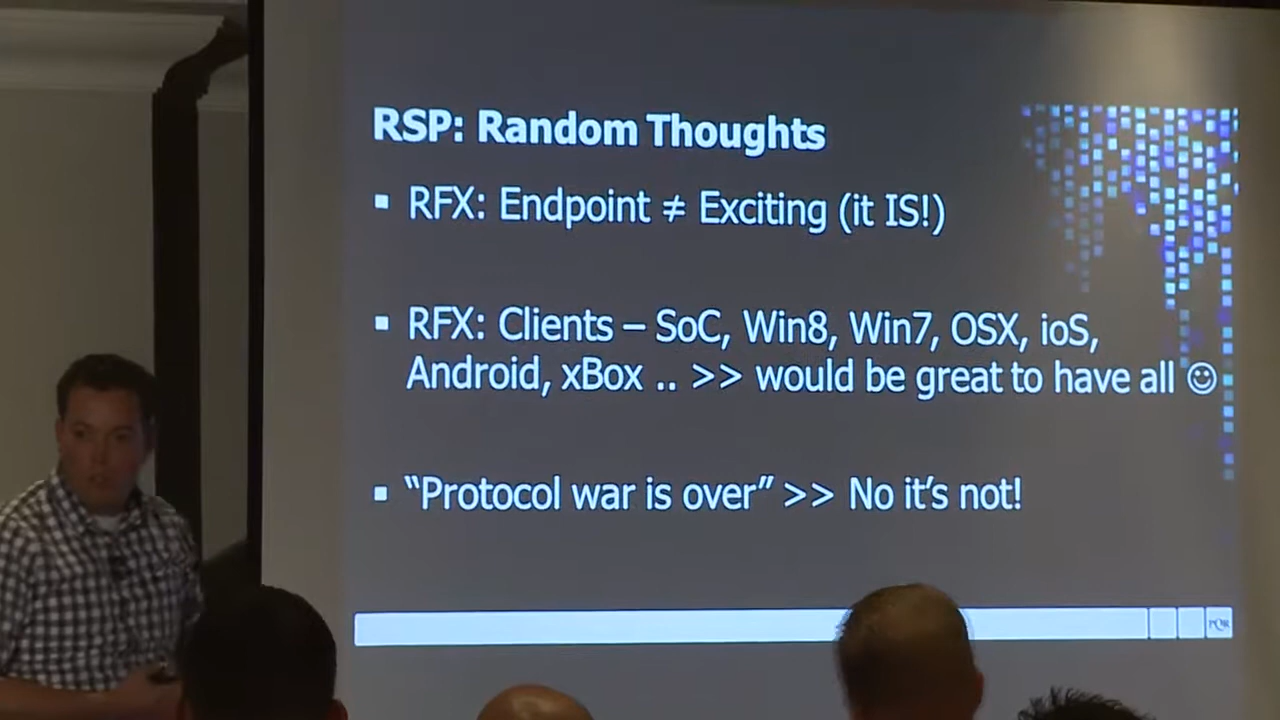 RSP: Random Thoughts
▪ RFX: Endpoint ≠ Exciting (it IS!)
▪ RFX: Clients – SoC, Win8, Win7, OSX, ioS,
Android, xBox .. >> would be great to have all ☺
▪ “Protocol war is over” >> No it’s not!
PQR